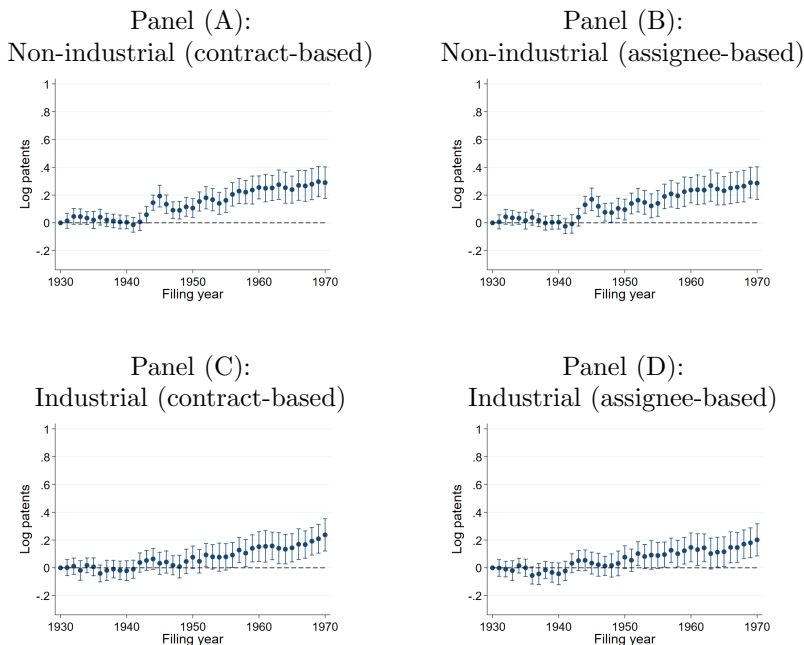 Panel (A):
Non-industrial (contract-based)
1
.8
.6
.4
.2
0
-.2
Log patents
1930 1940 1950 1960 1970
Filing year
Panel (B):
Non-industrial (assignee-based)
1
.8
.6
.4
.2
0
-.2
Log patents
1930 1940 1950 1960 1970
Filing year
Panel (C):
Industrial (contract-based)
1
.8
.6
.4
.2
0
-.2
Log patents
1930 1940 1950 1960 1970
Filing year
Panel (D):
Industrial (assignee-based)
1
.8
.6
.4
.2
0
-.2
Log patents
1930 1940 1950 1960 1970
Filing year